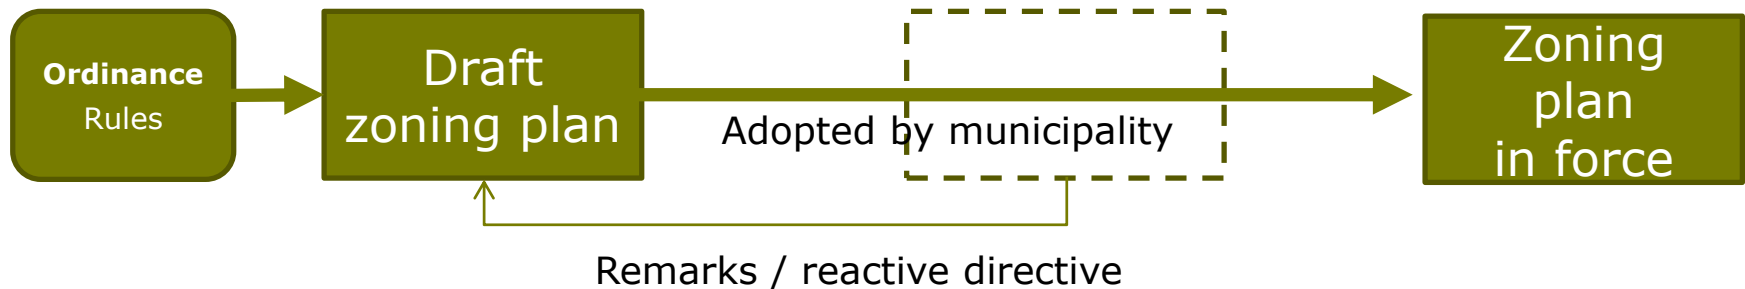 Ordinance
Rules
Draft
zoning plan
Adopted by municipality
Zoning
plan
in force
Remarks / reactive directive